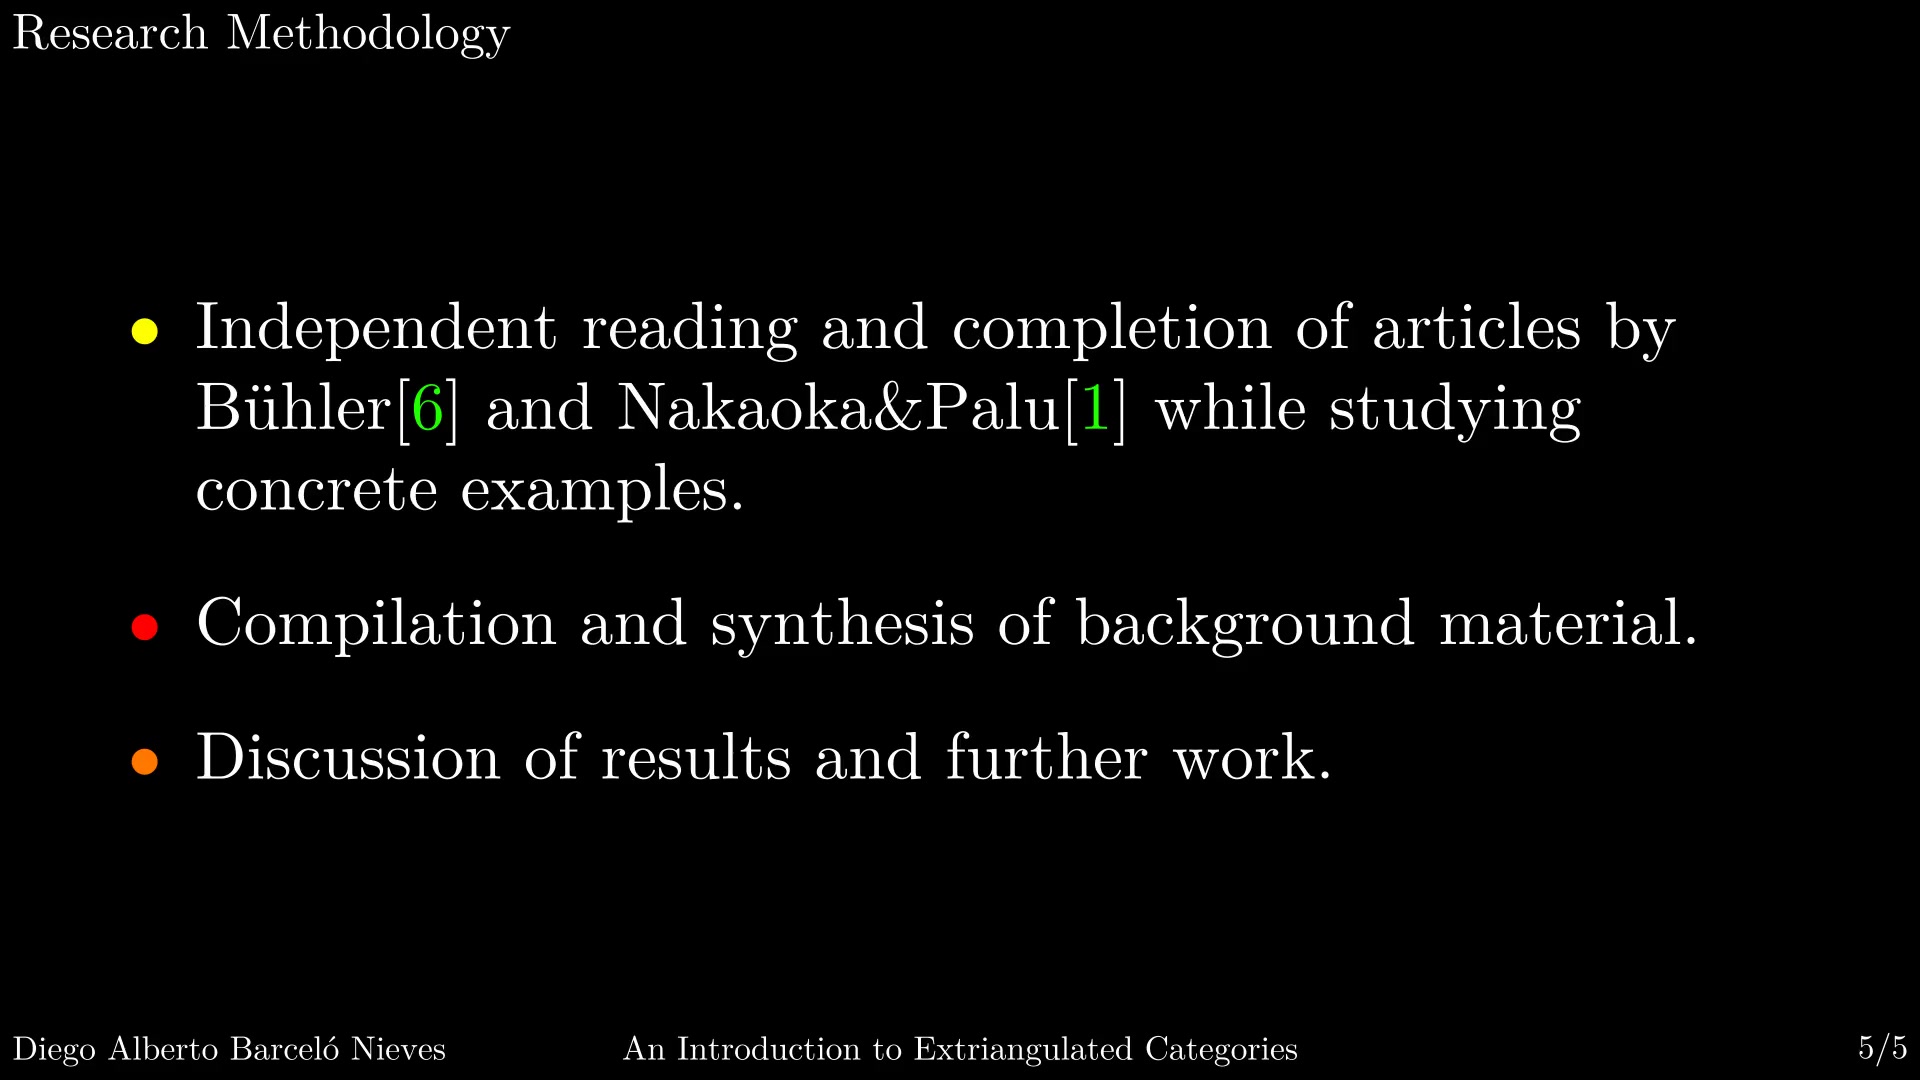 Research Methodology
• Independent reading and completion of articles by
Bühler[6] and Nakaoka&Palu[1] while studying
concrete examples.
• Compilation and synthesis of background material.
• Discussion of results and further work.
Diego Alberto Barceló Nieves An Introduction to Extriangulated Categories 5/5